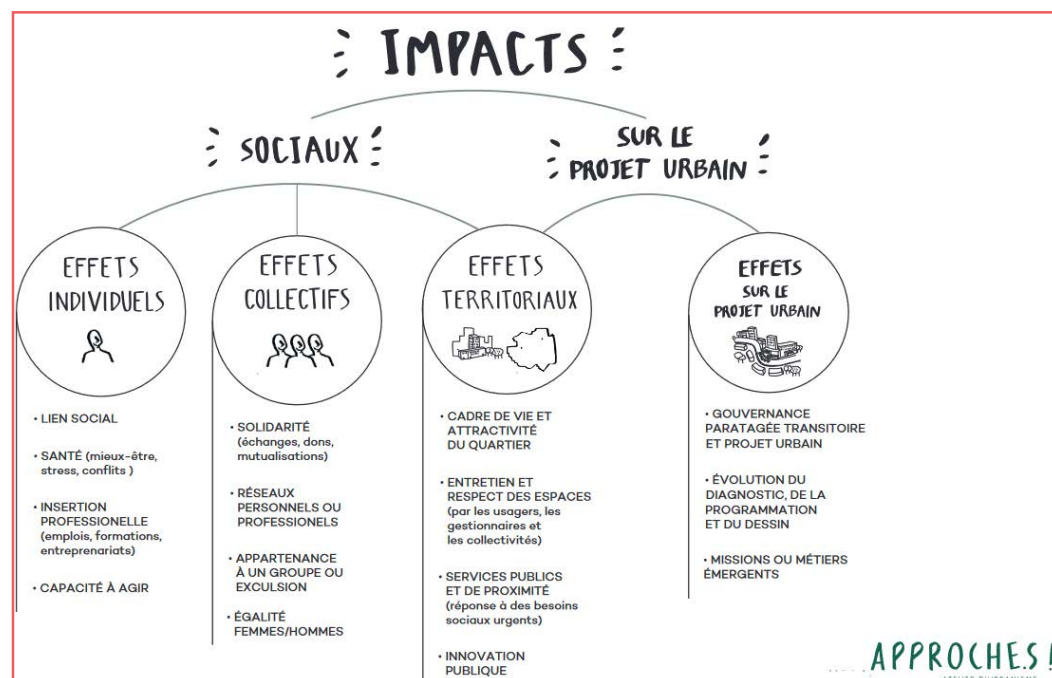 IMPACTS
SOCIAUX
SUR LE
PROJET URBAIN
EFFETS
INDIVIDUELS
• LIEN SOCIAL
• SANTÉ (mieux-être,
stress, conflits )
• INSERTION
PROFESSIONELLE
(emplois, formations,
entreprenariats)
• CAPACITÉ À AGIR
EFFETS
COLLECTIFS
• SOLIDARITÉ
(échanges, dons,
mutualisations)
• RÉSEAUX
PERSONNELS OU
PROFESSIONELS
• APPARTENANCE
À UN GROUPE OU
EXCULSION
• ÉGALITÉ
FEMMES/HOMMES
EFFETS
TERRITORIAUX
• CADRE DE VIE ET
ATTRACTIVITÉ
DU QUARTIER
• ENTRETIEN ET
RESPECT DES ESPACES
(par les usagers, les
gestionnaires et
les collectivités)
• SERVICES PUBLICS
ET DE PROXIMITÉ
(réponse à des besoins
sociaux urgents)
• INNOVATION
PUBLIQUE
EFFETS
SUR LE
PROJET URBAIN
• GOUVERNANCE
PARATAGÉE TRANSITOIRE
ET PROJET URBAIN
• ÉVOLUTION DU
DIAGNOSTIC, DE LA
PROGRAMMATION
ET DU DESSIN
• MISSIONS OU MÉTIERS
ÉMERGENTS
APPROCHE.S !